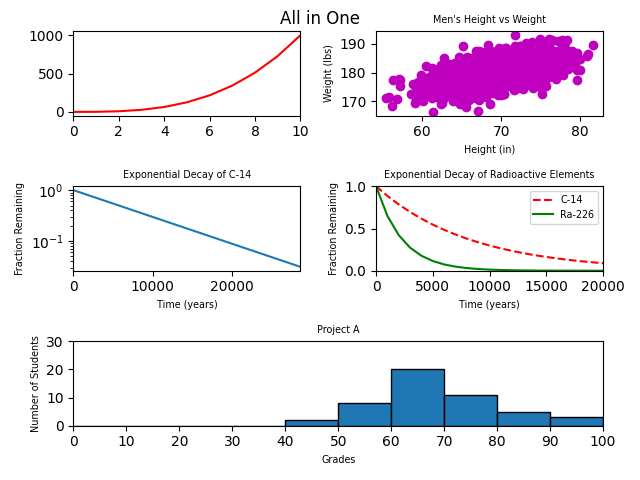 All in One
1000
500
0
0 2 4 6 8 10
Men's Height vs Weight
Weight (lbs)
190
180
170
60 70 80
Height (in)
Exponential Decay of C-14
Fraction Remaining
10⁰
10⁻¹
0 10000 20000
Time (years)
Exponential Decay of Radioactive Elements
Fraction Remaining
1.0
0.5
0.0
C-14
Ra-226
0 5000 10000 15000 20000
Time (years)
Project A
Number of Students
30
20
10
0
0 10 20 30 40 50 60 70 80 90 100
Grades